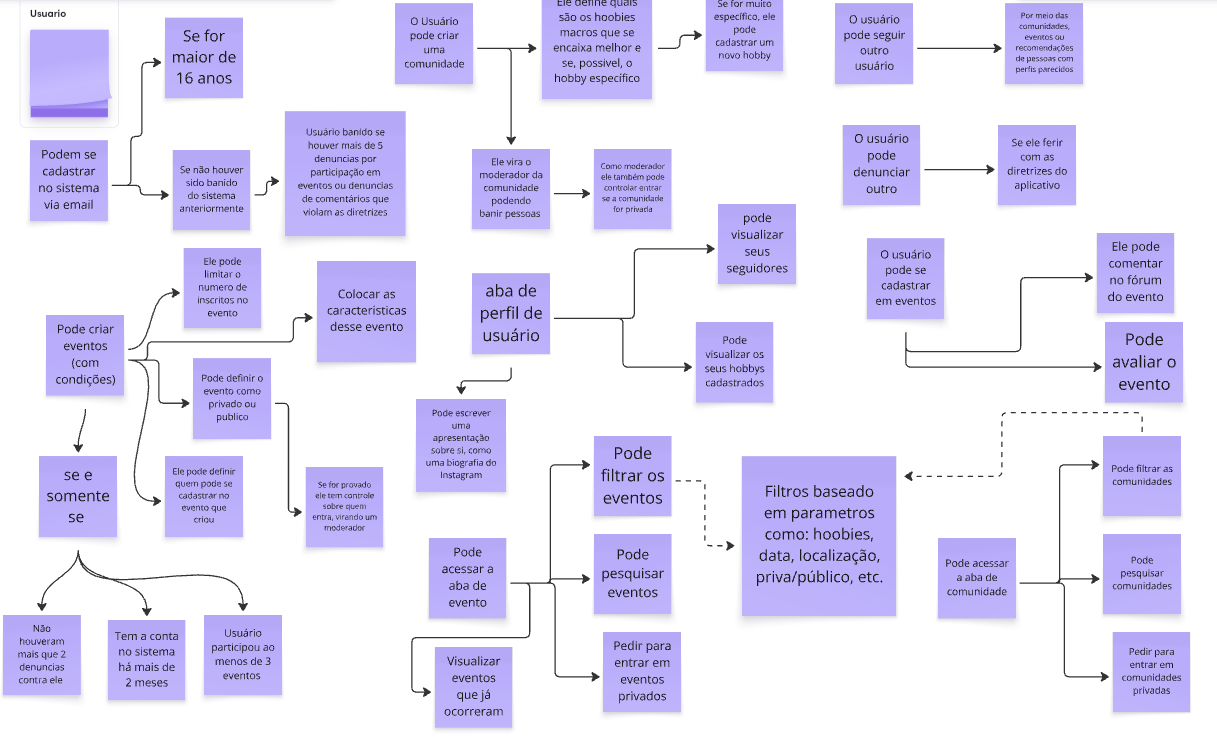 Usuario
Se for
maior de
16 anos
Podem se
cadastrar
no sistema
via email
Se não houver
sido banido
do sistema
anteriormente
Usuário banido se
houver mais de 5
denuncias por
participação em
eventos ou denuncias
de comentários que
violam as diretrizes
O Usuário
pode criar
uma
comunidade
Ele define quais
são os hoobies
macros que se
encaixa melhor e
se, possivel, o
hobby específico
Se for muito
específico, ele
pode
cadastrar um
novo hobby
Ele vira o
moderador da
comunidade
podendo
banir pessoas
Como moderador
ele também pode
controlar entrar
se a comunidade
for privada
O usuário
pode seguir
outro
usuário
Por meio das
comunidades,
eventos ou
recomendações
de pessoas com
perfis parecidos
O usuário
pode
denunciar
outro
Se ele ferir
com as
diretrizes do
aplicativo
Pode criar
eventos
(com
condições)
Ele pode
limitar o
numero de
inscritos no
evento
Colocar as
caracteristicas
desse evento
Pode definir o
evento como
privado ou
publico
Se for provado
ele tem controle
sobre quem
entra, virando um
moderador
Ele pode definir
quem pode se
cadastrar no
evento que
criou
se e
somente
se
Não
houveram
mais que 2
denuncias
contra ele
Tem a conta
no sistema
há mais de
2 meses
Usuário
participou ao
menos de 3
eventos
aba de
perfil de
usuário
pode
visualizar
seus
seguidores
Pode
visualizar os
seus hobbys
cadastrados
Pode escrever
uma
apresentação
sobre si, como
uma biografia do
Instagram
O usuário
pode se
cadastrar
em eventos
Ele pode
comentar
no fórum
do evento
Pode
avaliar o
evento
Pode
acessar a
aba de
evento
Pode
filtrar os
eventos
Pode
pesquisar
eventos
Pedir para
entrar em
eventos
privados
Visualizar
eventos
que já
ocorreram
Filtros baseado
em parametros
como: hoobies,
data, localização,
priva/público, etc.
Pode acessar
a aba de
comunidade
Pode filtrar as
comunidades
Pode
pesquisar
comunidades
Pedir para
entrar em
comunidades
privadas